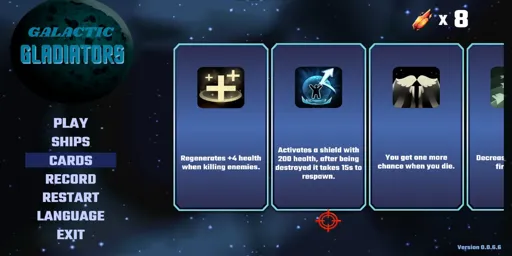 GALACTIC
GLADIATORS
x 8
PLAY
SHIPS
CARDS
RECORD
RESTART
LANGUAGE
EXIT
Regenerates +4 health
when killing enemies.
Activates a shield with
200 health, after being
destroyed it takes 15s to
respawn.
You get one more
chance when you die.
Decrea
fir
Version 0.0.6.6